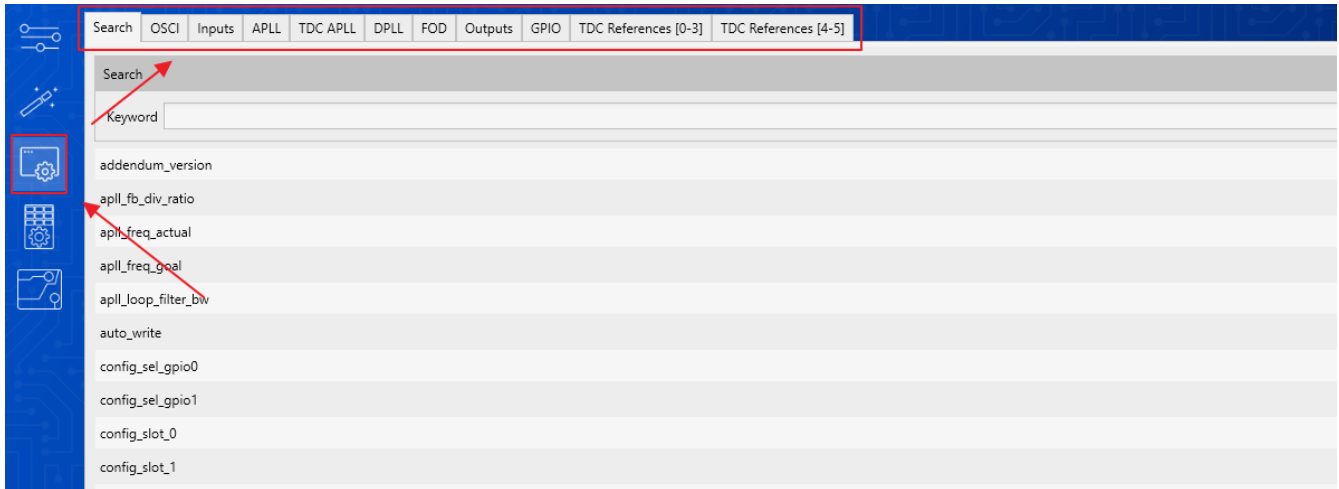 Search OSCI Inputs APLL TDC APLL DPLL FOD Outputs GPIO TDC References [0-3] TDC References [4-5]
Search
Keyword
addendum_version
apll_fb_div_ratio
apll_freq_actual
apll_freq_goal
apll_loop_filter_bw
auto_write
config_sel_gpio0
config_sel_gpio1
config_slot_0
config_slot_1